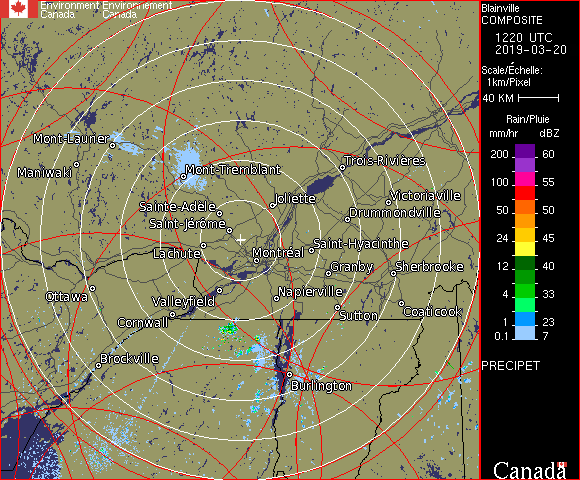 Environment Environnement
Canada Canada
Blainville
COMPOSITE
1220 UTC
2019-03-20
Scale/Échelle:
1km/Pixel
40 KM
Rain/Pluie
mm/hr dBZ
200 60
100 55
50 50
24 45
12 40
4 33
1 23
0.1 7
PRECIPET
Canada
Mont-Laurier
Maniwaki
Mont-Tremblant
Trois-Rivières
Joliette
Victoriaville
Sainte-Adèle
Drummondville
Saint-Jérôme
Lachute
Montréal
Saint-Hyacinthe
Granby
Sherbrooke
Ottawa
Valleyfield
Napierville
Cornwall
Sutton
Coaticook
Brockville
Burlington